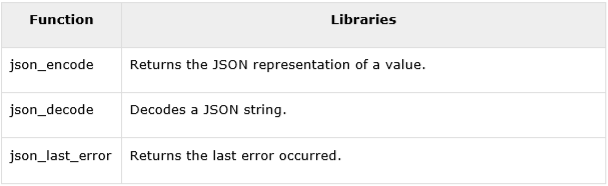 Function Libraries
json_encode Returns the JSON representation of a value.
json_decode Decodes a JSON string.
json_last_error Returns the last error occurred.